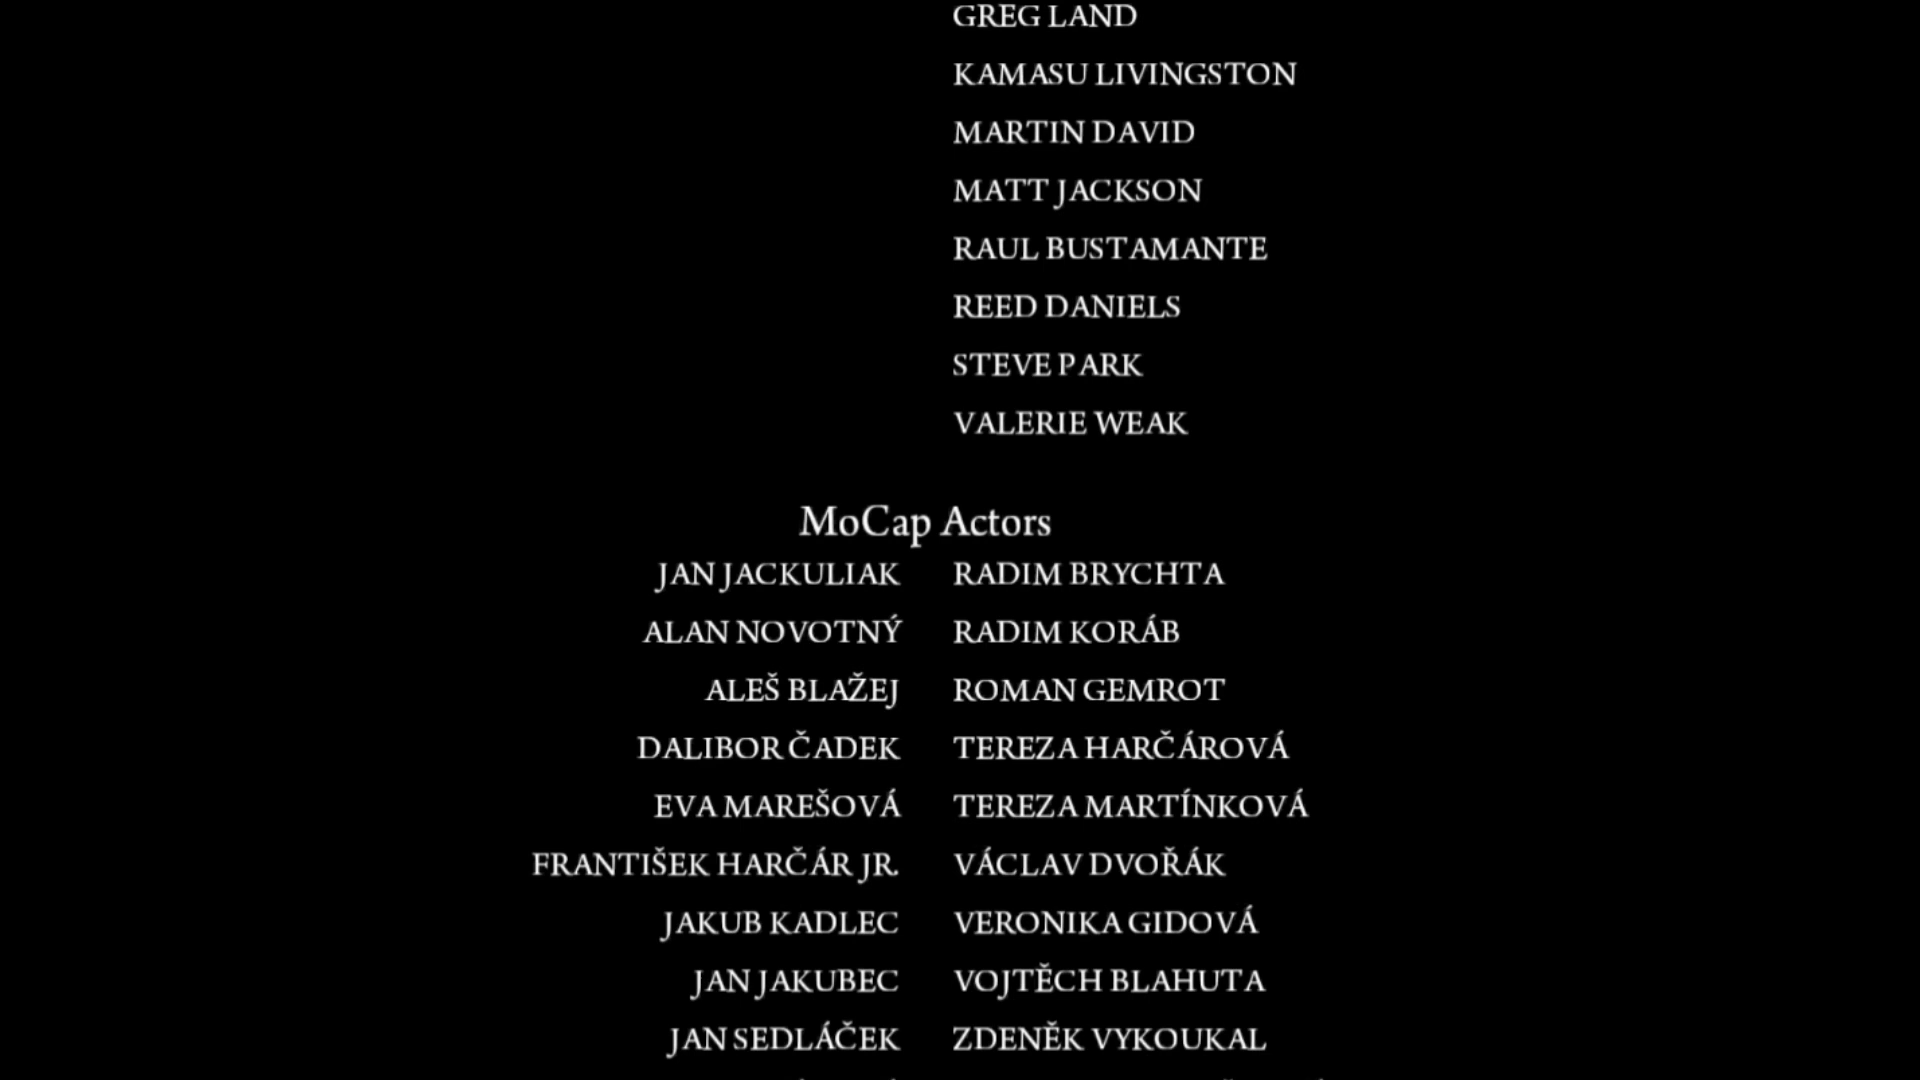 GREG LAND
KAMASU LIVINGSTON
MARTIN DAVID
MATT JACKSON
RAUL BUSTAMANTE
REED DANIELS
STEVE PARK
VALERIE WEAK
MoCap Actors
JAN JACKULIAK RADIM BRYCHTA
ALAN NOVOTNÝ RADIM KORÁB
ALEŠ BLAŽEJ ROMAN GEMROT
DALIBOR ČADEK TEREZA HARČÁROVÁ
EVA MAREŠOVÁ TEREZA MARTÍNKOVÁ
FRANTIŠEK HARČÁR JR. VÁCLAV DVOŘÁK
JAKUB KADLEC VERONIKA GIDOVÁ
JAN JAKUBEC VOJTĚCH BLAHUTA
JAN SEDLÁČEK ZDENĚK VYKOUKAL